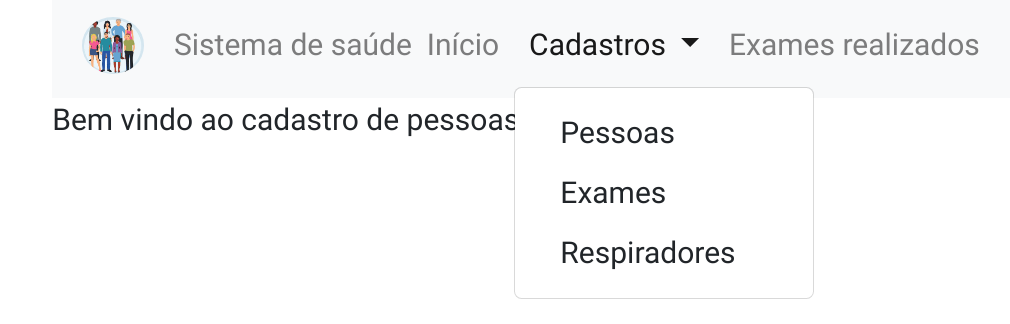 Sistema de saúde Início Cadastros Exames realizados
Bem vindo ao cadastro de pessoas
Pessoas
Exames
Respiradores